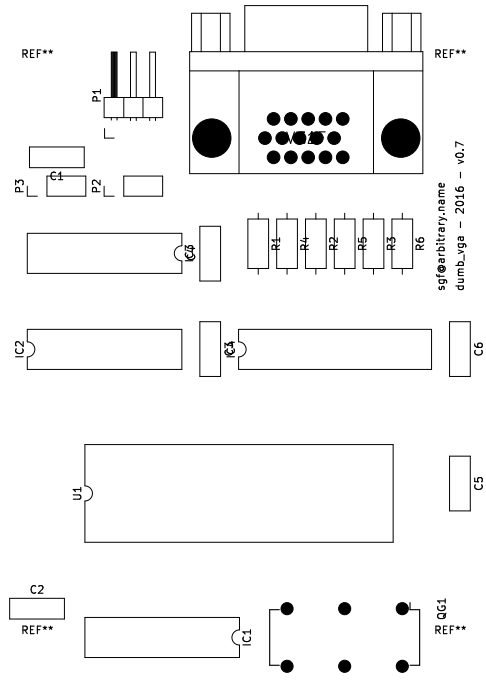 REF**
REF**
P1
C1
P3
P2
R1
R4
R2
R5
R3
R6
sgf@arbitrary.name
dumb_vga - 2016 - v0.7
IC2
C6
U1
C5
C2
REF**
IC1
QG1
REF**